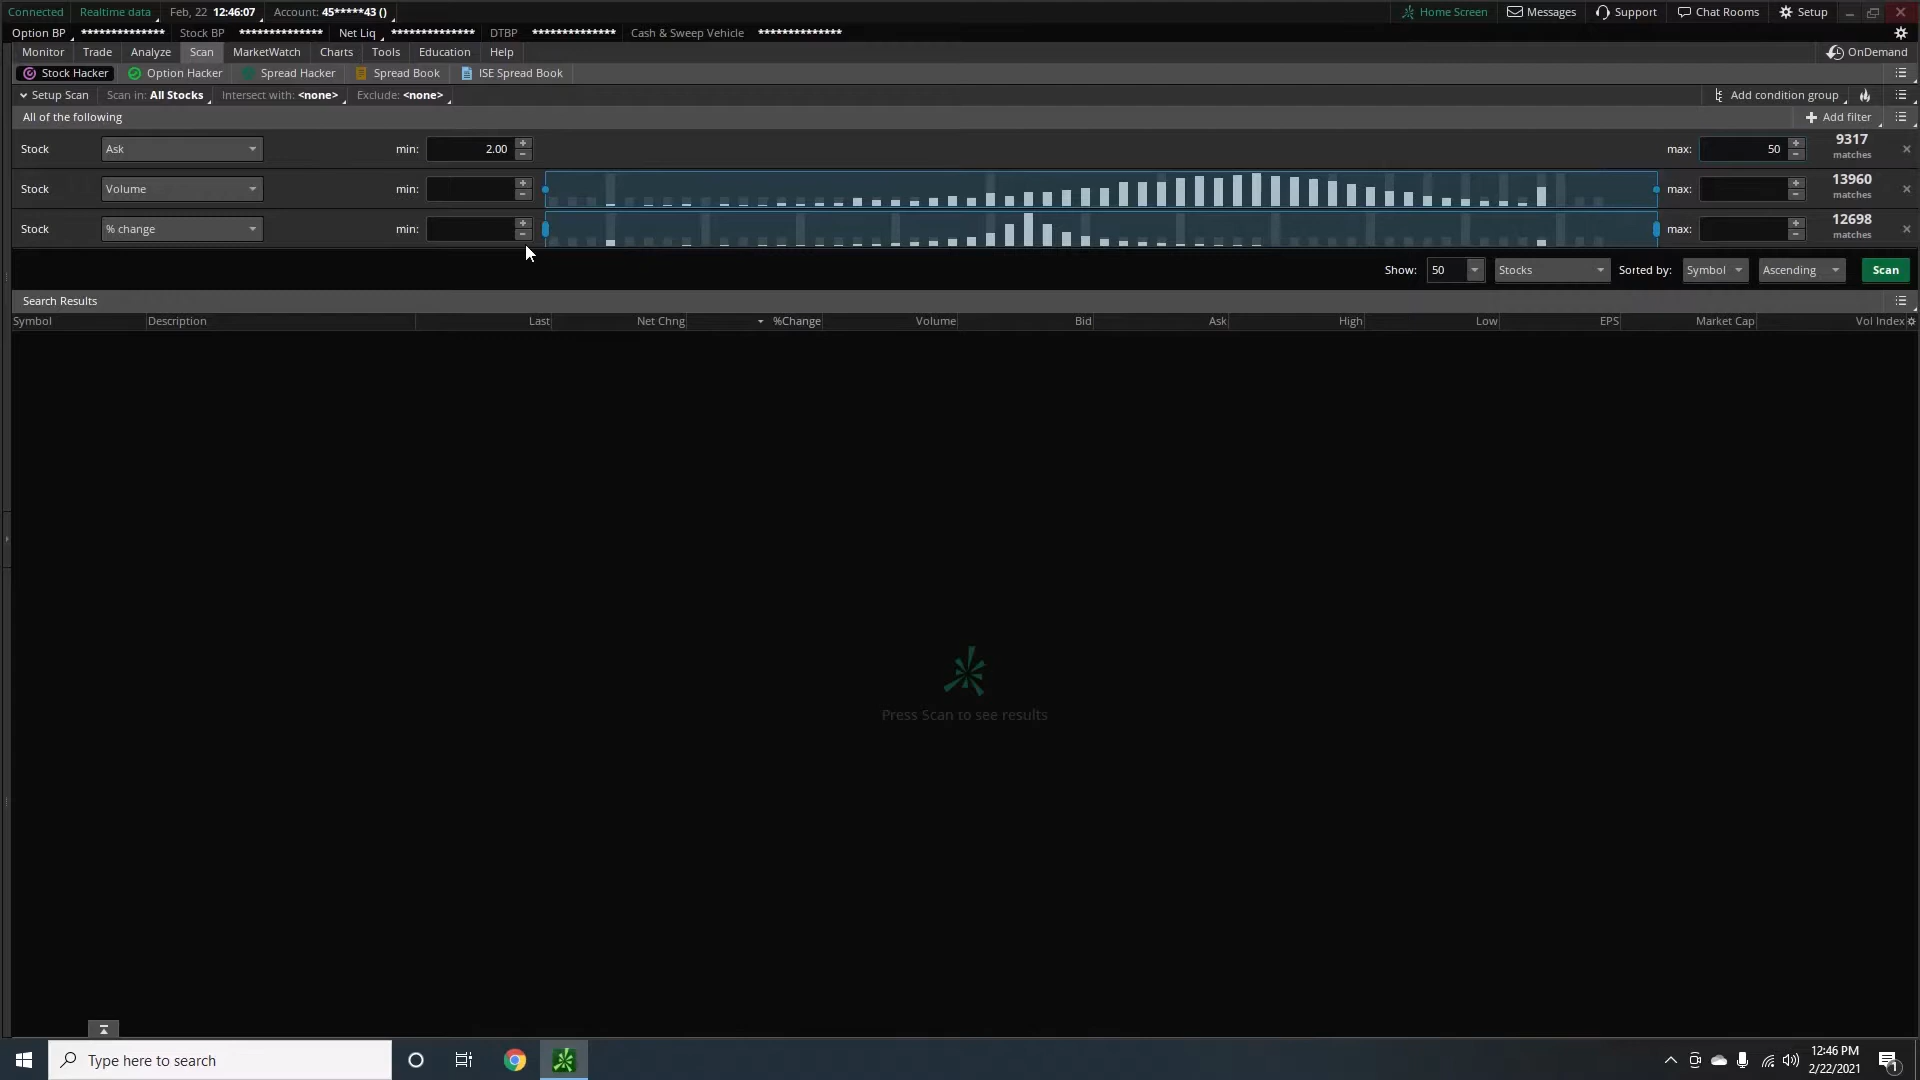 Connected Realtime data Feb, 22 12:46:07 Account: 45*****43 () Home Screen Messages Support Chat Rooms Setup
Option BP ************** Stock BP ************** Net Liq ************** DTBP ************** Cash & Sweep Vehicle **************
Monitor Trade Analyze Scan MarketWatch Charts Tools Education Help OnDemand
Stock Hacker Option Hacker Spread Hacker Spread Book ISE Spread Book
Setup Scan Scan in: All Stocks Intersect with: <none> Exclude: <none> Add condition group
All of the following Add filter
Stock Ask min: 2.00 max: 50 9317 matches
Stock Volume min: max: 13960 matches
Stock % change min: max: 12698 matches
Show: 50 Stocks Sorted by: Symbol Ascending Scan
Search Results
Symbol Description Last Net Chng %Change Volume Bid Ask High Low EPS Market Cap Vol Index
Press Scan to see results
Type here to search
12:46 PM
2/22/2021
1